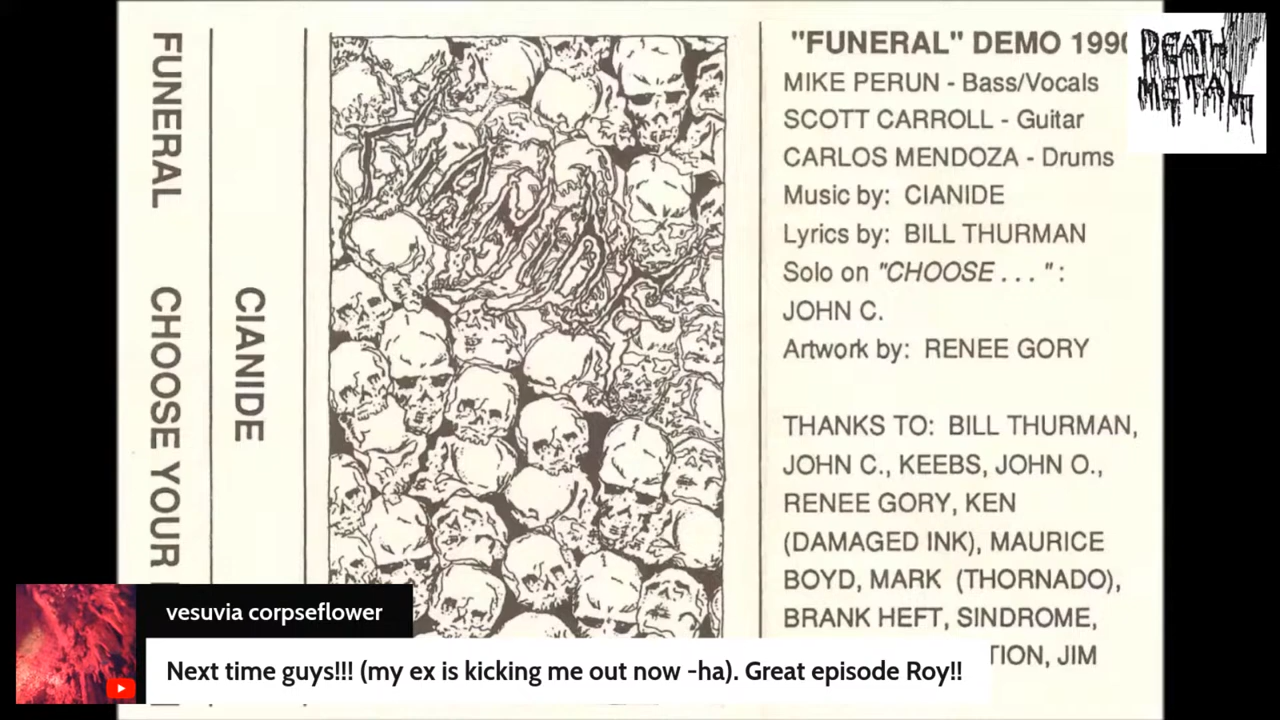 FUNERAL CHOOSE YOUR
CIANIDE
"FUNERAL" DEMO 1990
MIKE PERUN - Bass/Vocals
SCOTT CARROLL - Guitar
CARLOS MENDOZA - Drums
Music by: CIANIDE
Lyrics by: BILL THURMAN
Solo on "CHOOSE . . . " :
JOHN C.
Artwork by: RENEE GORY
THANKS TO: BILL THURMAN,
JOHN C., KEEBS, JOHN O.,
RENEE GORY, KEN
(DAMAGED INK), MAURICE
BOYD, MARK (THORNADO),
BRANK HEFT, SINDROME,
TION, JIM
DEATH
METAL
vesuvia corpseflower
Next time guys!!! (my ex is kicking me out now -ha). Great episode Roy!!